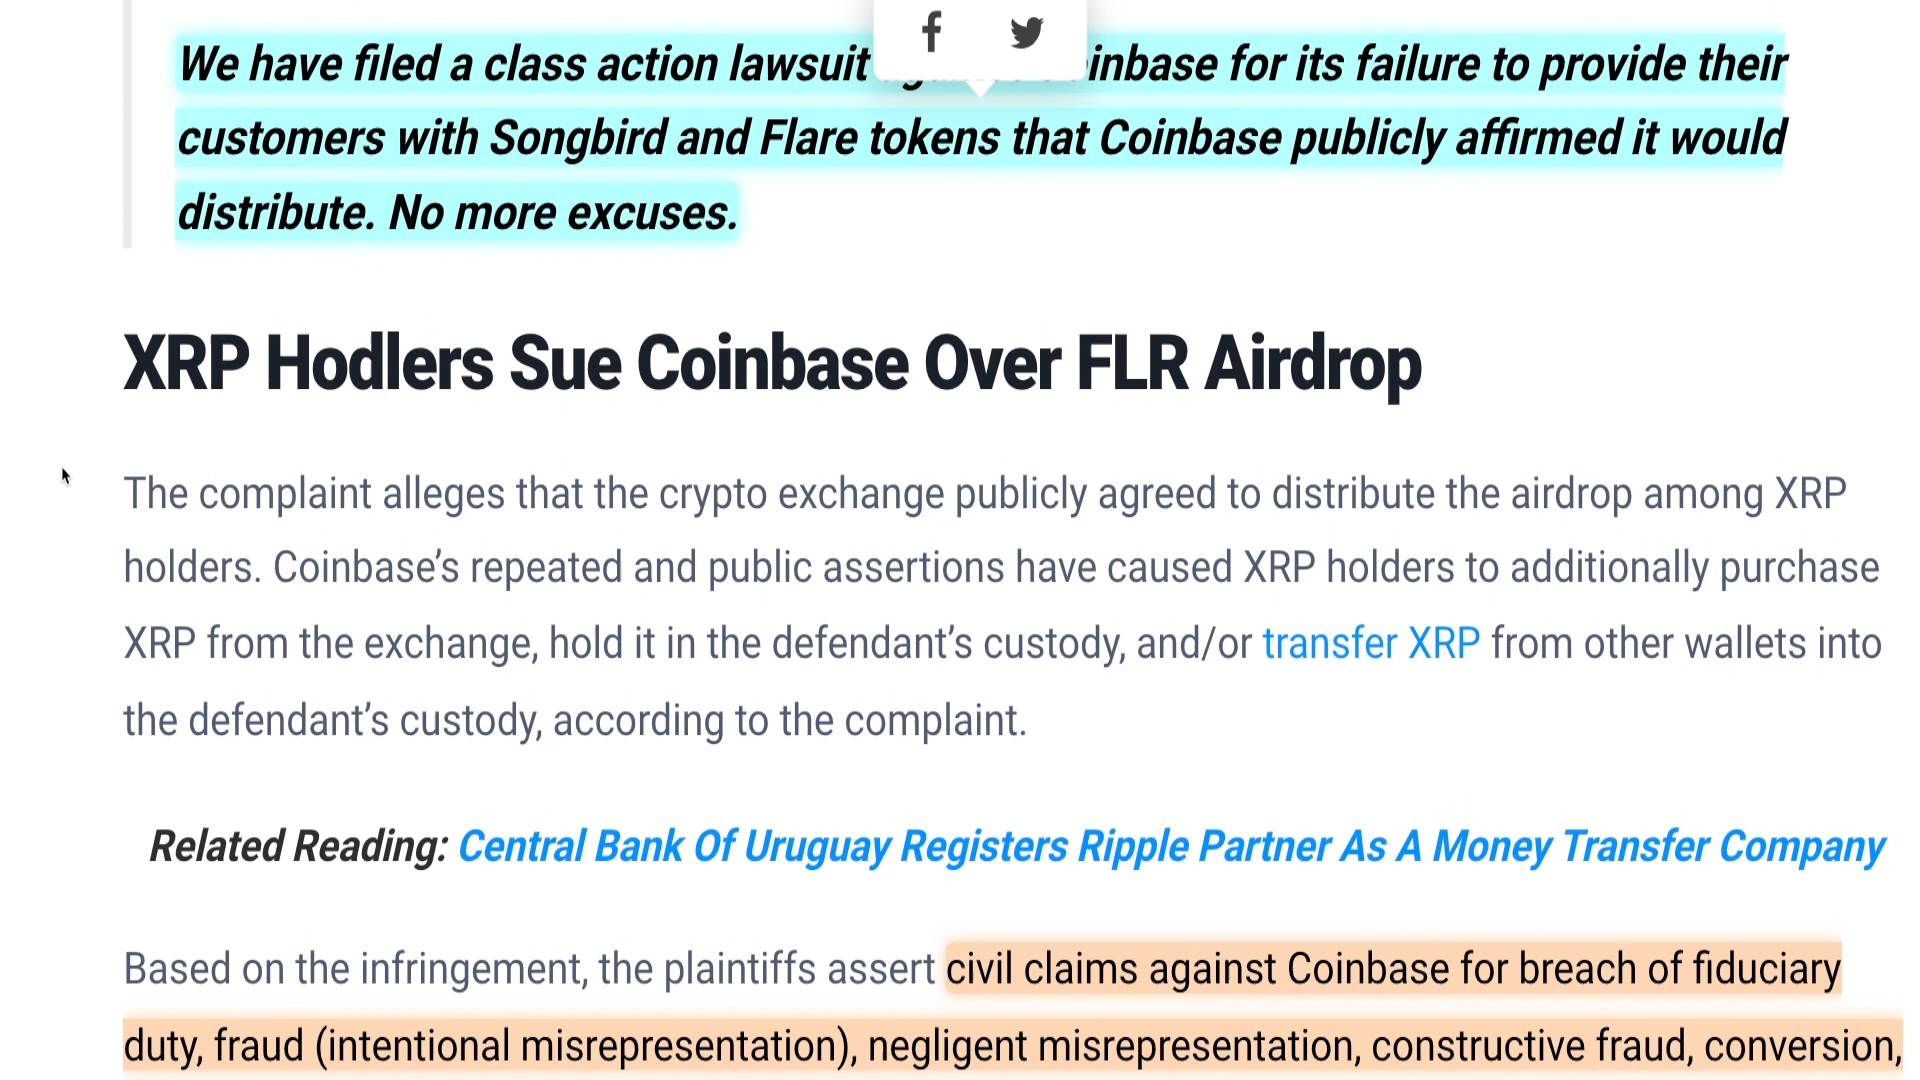 We have filed a class action lawsuit inbase for its failure to provide their
customers with Songbird and Flare tokens that Coinbase publicly affirmed it would
distribute. No more excuses.
XRP Hodlers Sue Coinbase Over FLR Airdrop
The complaint alleges that the crypto exchange publicly agreed to distribute the airdrop among XRP
holders. Coinbase’s repeated and public assertions have caused XRP holders to additionally purchase
XRP from the exchange, hold it in the defendant’s custody, and/or transfer XRP from other wallets into
the defendant’s custody, according to the complaint.
Related Reading: Central Bank Of Uruguay Registers Ripple Partner As A Money Transfer Company
Based on the infringement, the plaintiffs assert civil claims against Coinbase for breach of fiduciary
duty, fraud (intentional misrepresentation), negligent misrepresentation, constructive fraud, conversion,